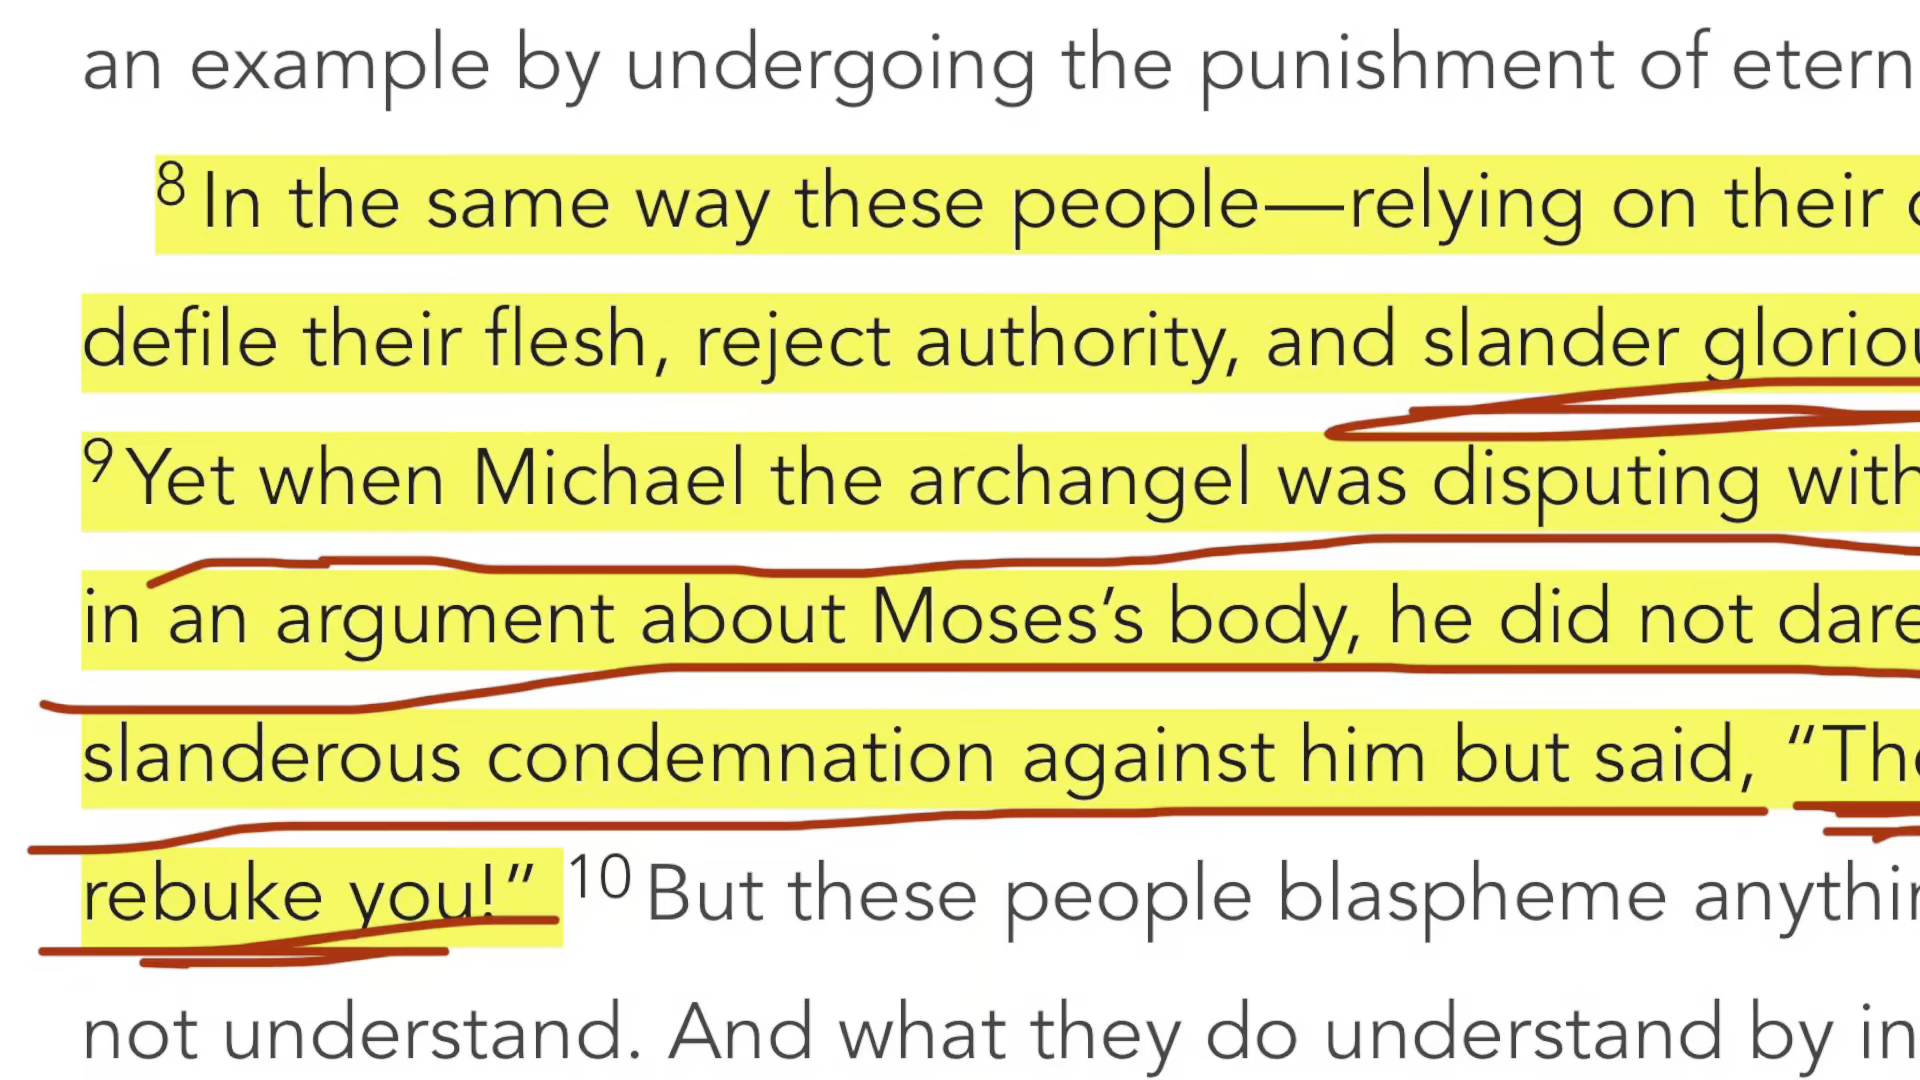 an example by undergoing the punishment of etern
8 In the same way these people—relying on their
defile their flesh, reject authority, and slander gloriou
9 Yet when Michael the archangel was disputing with
in an argument about Moses’s body, he did not dare
slanderous condemnation against him but said, “The
rebuke you!” 10 But these people blaspheme anythin
not understand. And what they do understand by in